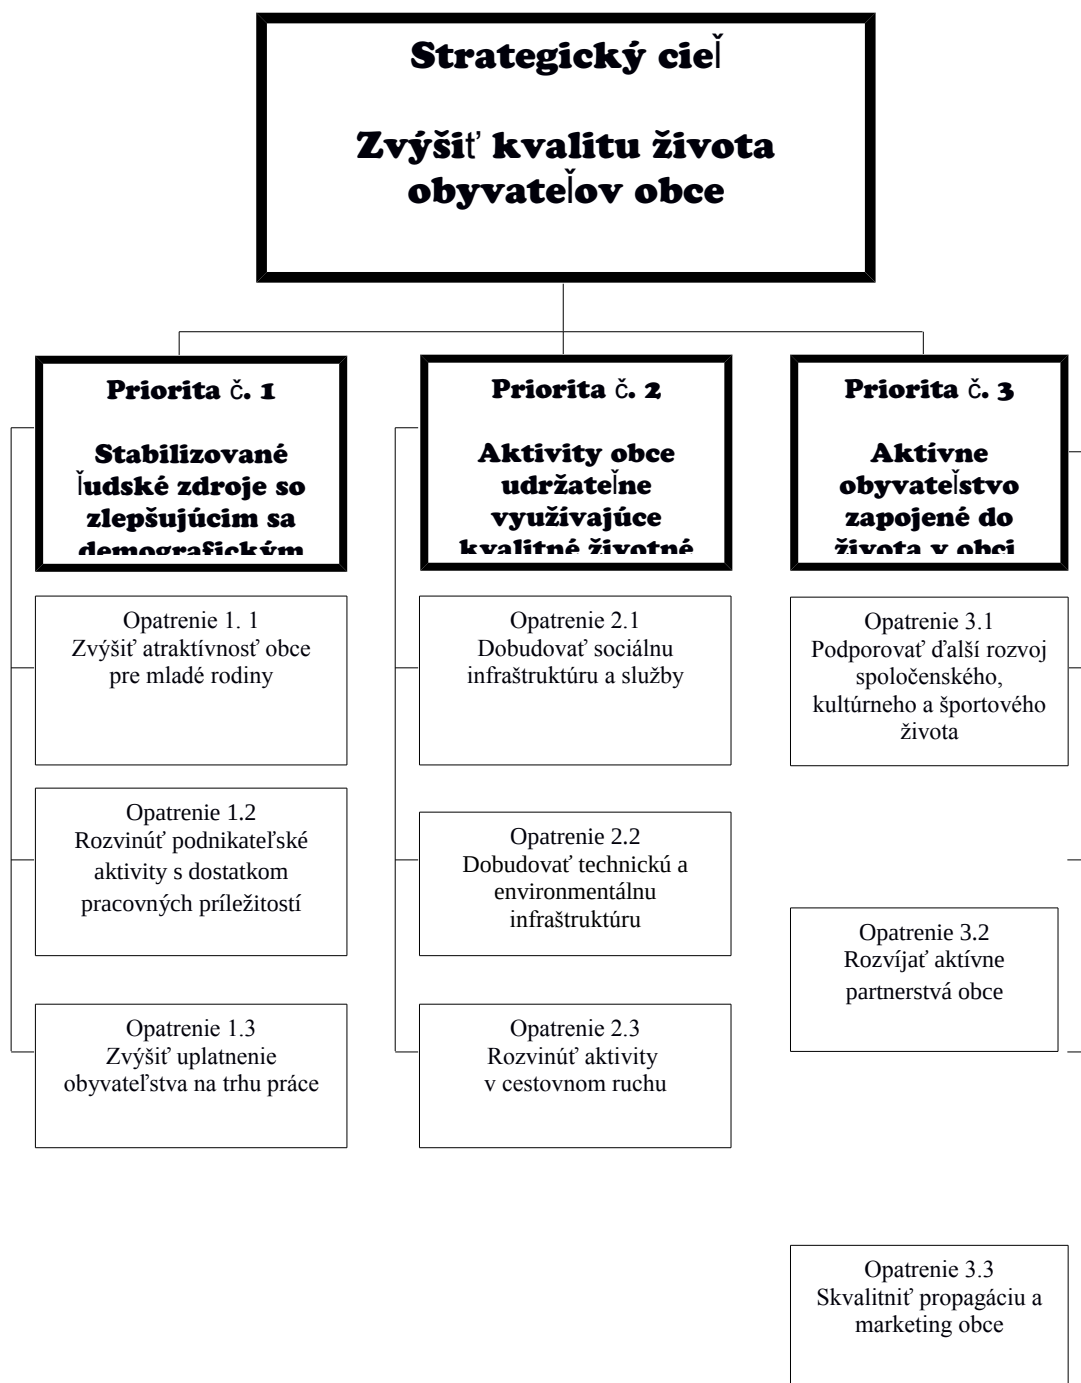 Strategický cieľ
Zvýšiť kvalitu života
obyvateľov obce
Priorita č. 1
Stabilizované
ľudské zdroje so
zlepšujúcim sa
demografickým
Priorita č. 2
Aktivity obce
udržateľne
využívajúce
kvalitné životné
Priorita č. 3
Aktívne
obyvateľstvo
zapojené do
života v obci
Opatrenie 1. 1
Zvýšiť atraktívnosť obce
pre mladé rodiny
Opatrenie 2.1
Dobudovať sociálnu
infraštruktúru a služby
Opatrenie 3.1
Podporovať ďalší rozvoj
spoločenského,
kultúrneho a športového
života
Opatrenie 1.2
Rozvinúť podnikateľské
aktivity s dostatkom
pracovných príležitostí
Opatrenie 2.2
Dobudovať technickú a
environmentálnu
infraštruktúru
Opatrenie 3.2
Rozvíjať aktívne
partnerstvá obce
Opatrenie 1.3
Zvýšiť uplatnenie
obyvateľstva na trhu práce
Opatrenie 2.3
Rozvinúť aktivity
v cestovnom ruchu
Opatrenie 3.3
Skvalitniť propagáciu a
marketing obce